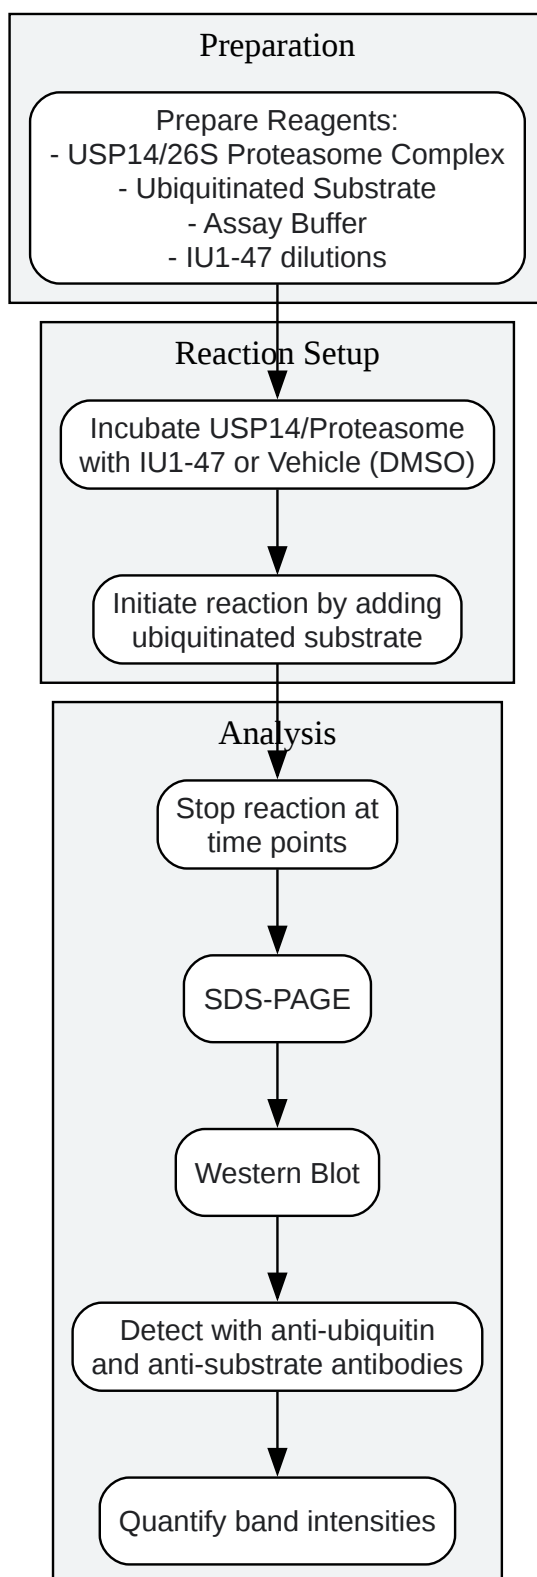 Preparation
Prepare Reagents:
- USP14/26S Proteasome Complex
- Ubiquitinated Substrate
- Assay Buffer
- IU1-47 dilutions
Reaction Setup
Incubate USP14/Proteasome
with IU1-47 or Vehicle (DMSO)
Initiate reaction by adding
ubiquitinated substrate
Analysis
Stop reaction at
time points
SDS-PAGE
Western Blot
Detect with anti-ubiquitin
and anti-substrate antibodies
Quantify band intensities